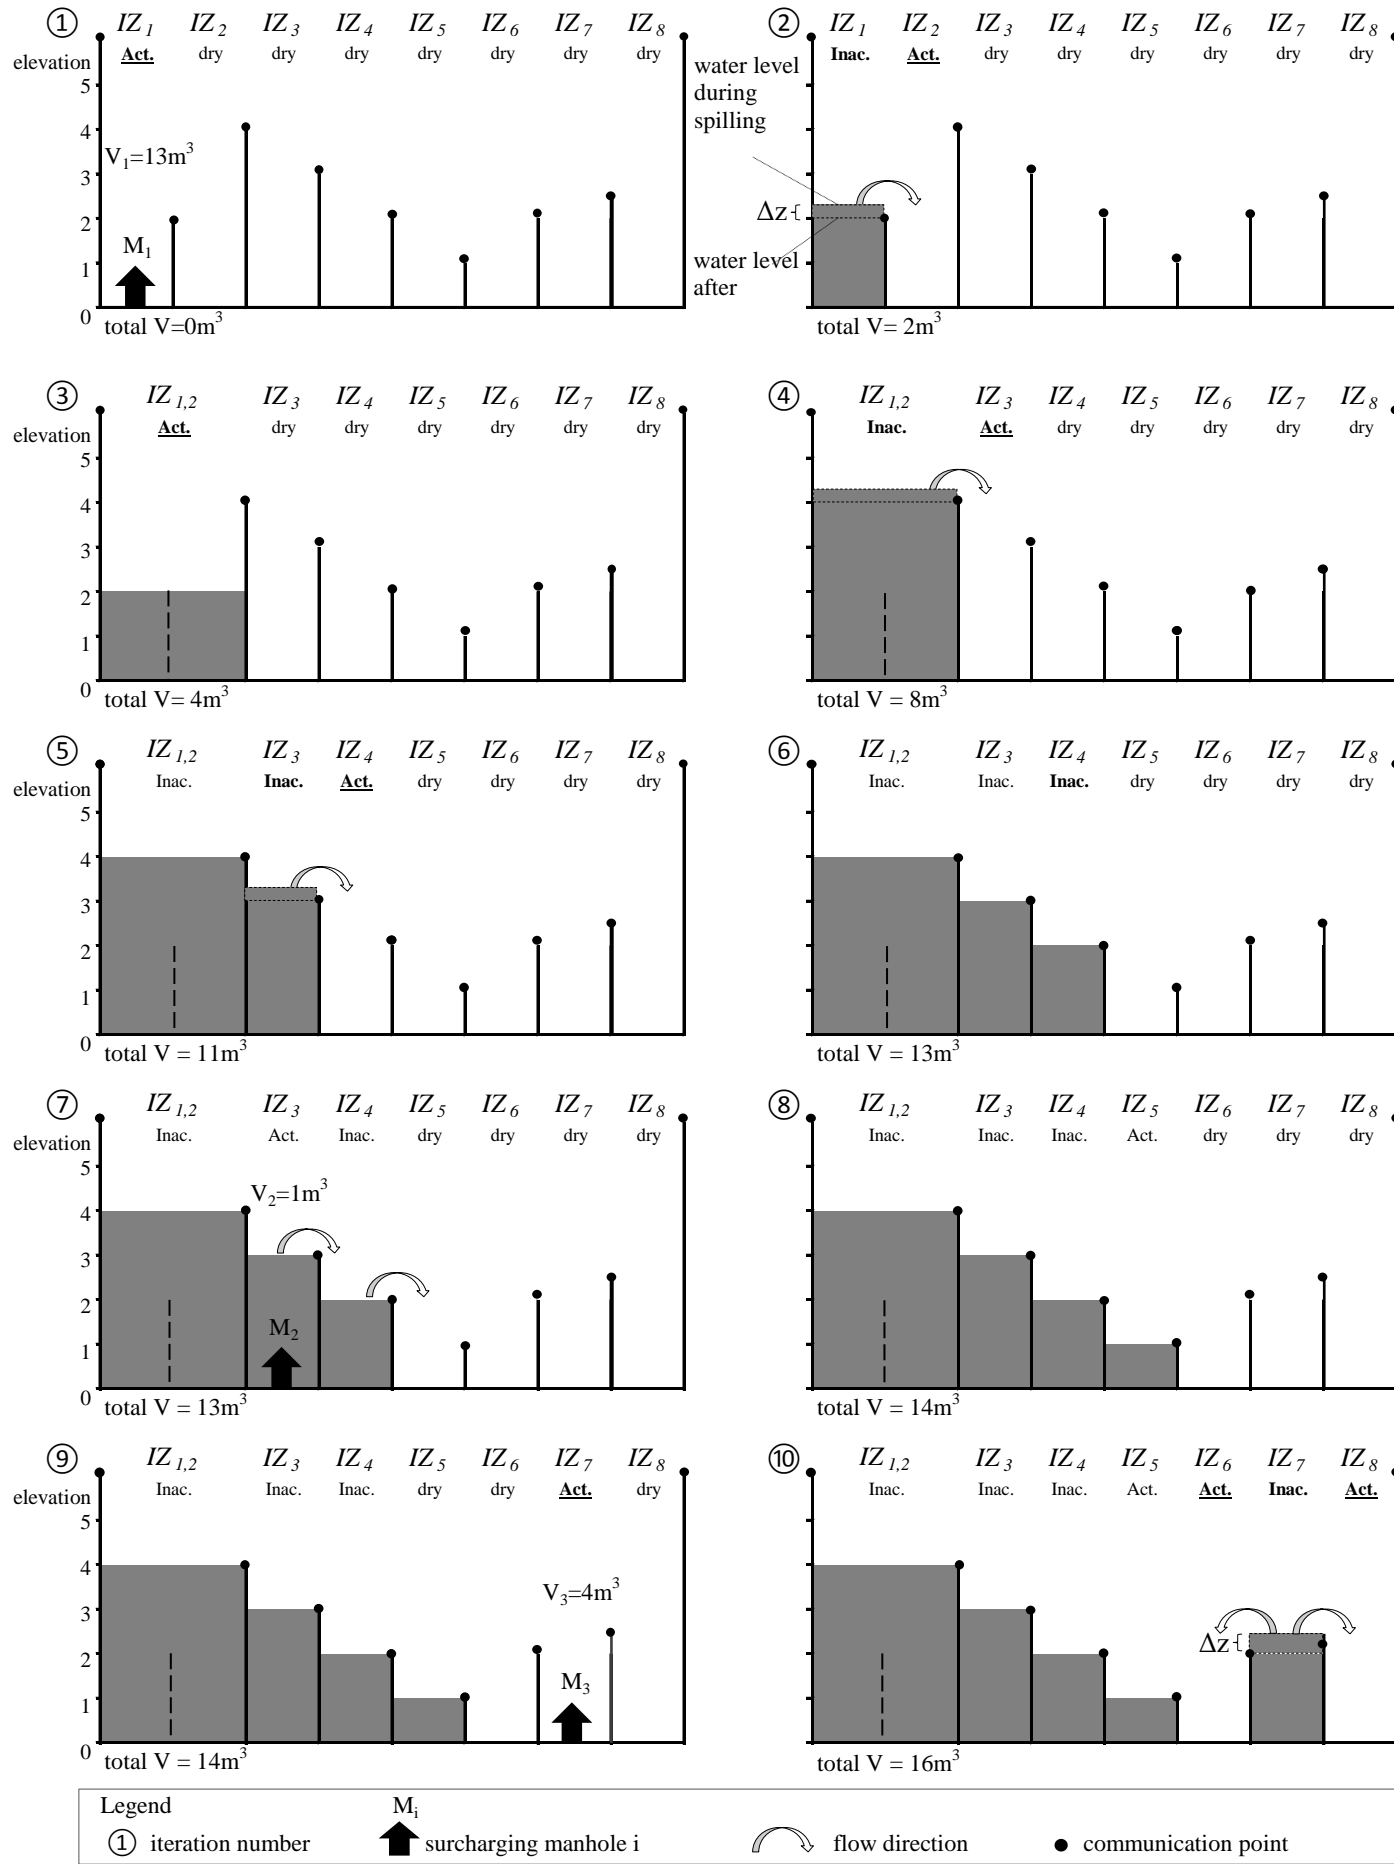 ① IZ1 IZ2 IZ3 IZ4 IZ5 IZ6 IZ7 IZ8
elevation Act. dry dry dry dry dry dry dry
5
4
V1=13m3
3
2
M1
1
0
total V=0m3
② IZ1 IZ2 IZ3 IZ4 IZ5 IZ6 IZ7 IZ8
Inac. Act. dry dry dry dry dry dry
water level
during
spilling
Δz
water level
after
total V= 2m3
③ IZ1,2 IZ3 IZ4 IZ5 IZ6 IZ7 IZ8
elevation Act. dry dry dry dry dry dry
5
4
3
2
1
0
total V= 4m3
④ IZ1,2 IZ3 IZ4 IZ5 IZ6 IZ7 IZ8
Inac. Act. dry dry dry dry dry
total V = 8m3
⑤ IZ1,2 IZ3 IZ4 IZ5 IZ6 IZ7 IZ8
elevation Inac. Inac. Act. dry dry dry dry
5
4
3
2
1
0
total V = 11m3
⑥ IZ1,2 IZ3 IZ4 IZ5 IZ6 IZ7 IZ8
Inac. Inac. Inac. dry dry dry dry
total V = 13m3
⑦ IZ1,2 IZ3 IZ4 IZ5 IZ6 IZ7 IZ8
elevation Inac. Act. Inac. dry dry dry dry
5
V2=1m3
4
3
2
M2
1
0
total V = 13m3
⑧ IZ1,2 IZ3 IZ4 IZ5 IZ6 IZ7 IZ8
Inac. Inac. Inac. Act. dry dry dry
total V = 14m3
⑨ IZ1,2 IZ3 IZ4 IZ5 IZ6 IZ7 IZ8
elevation Inac. Inac. Inac. dry dry Act. dry
5
4
V3=4m3
3
2
M3
1
0
total V = 14m3
⑩ IZ1,2 IZ3 IZ4 IZ5 IZ6 IZ7 IZ8
Inac. Inac. Inac. Act. Act. Inac. Act.
Δz
total V = 16m3
Legend
① iteration number
Mi
surcharging manhole i
flow direction
communication point